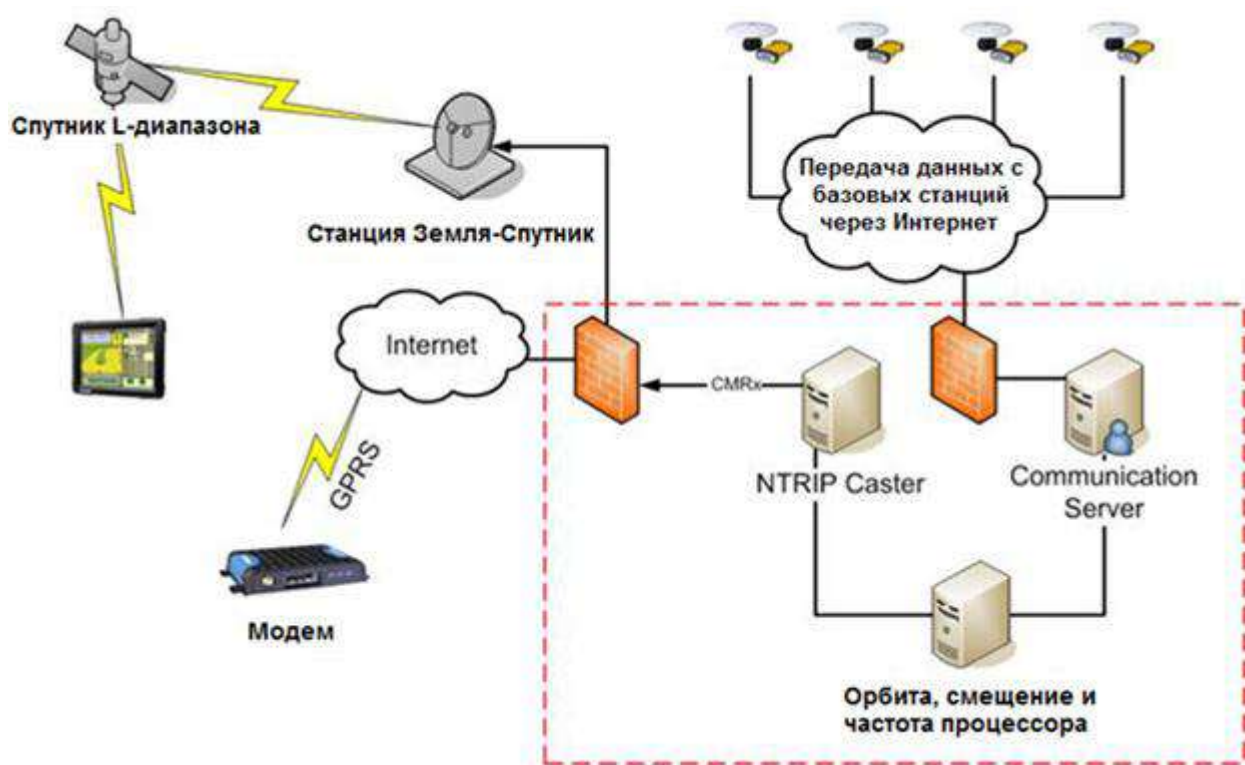 Спутник L-диапазона
Передача данных с
базовых станций
через Интернет
Станция Земля-Спутник
Internet
CMRx
GPRS
NTRIP Caster
Communication
Server
Модем
Орбита, смещение и
частота процессора